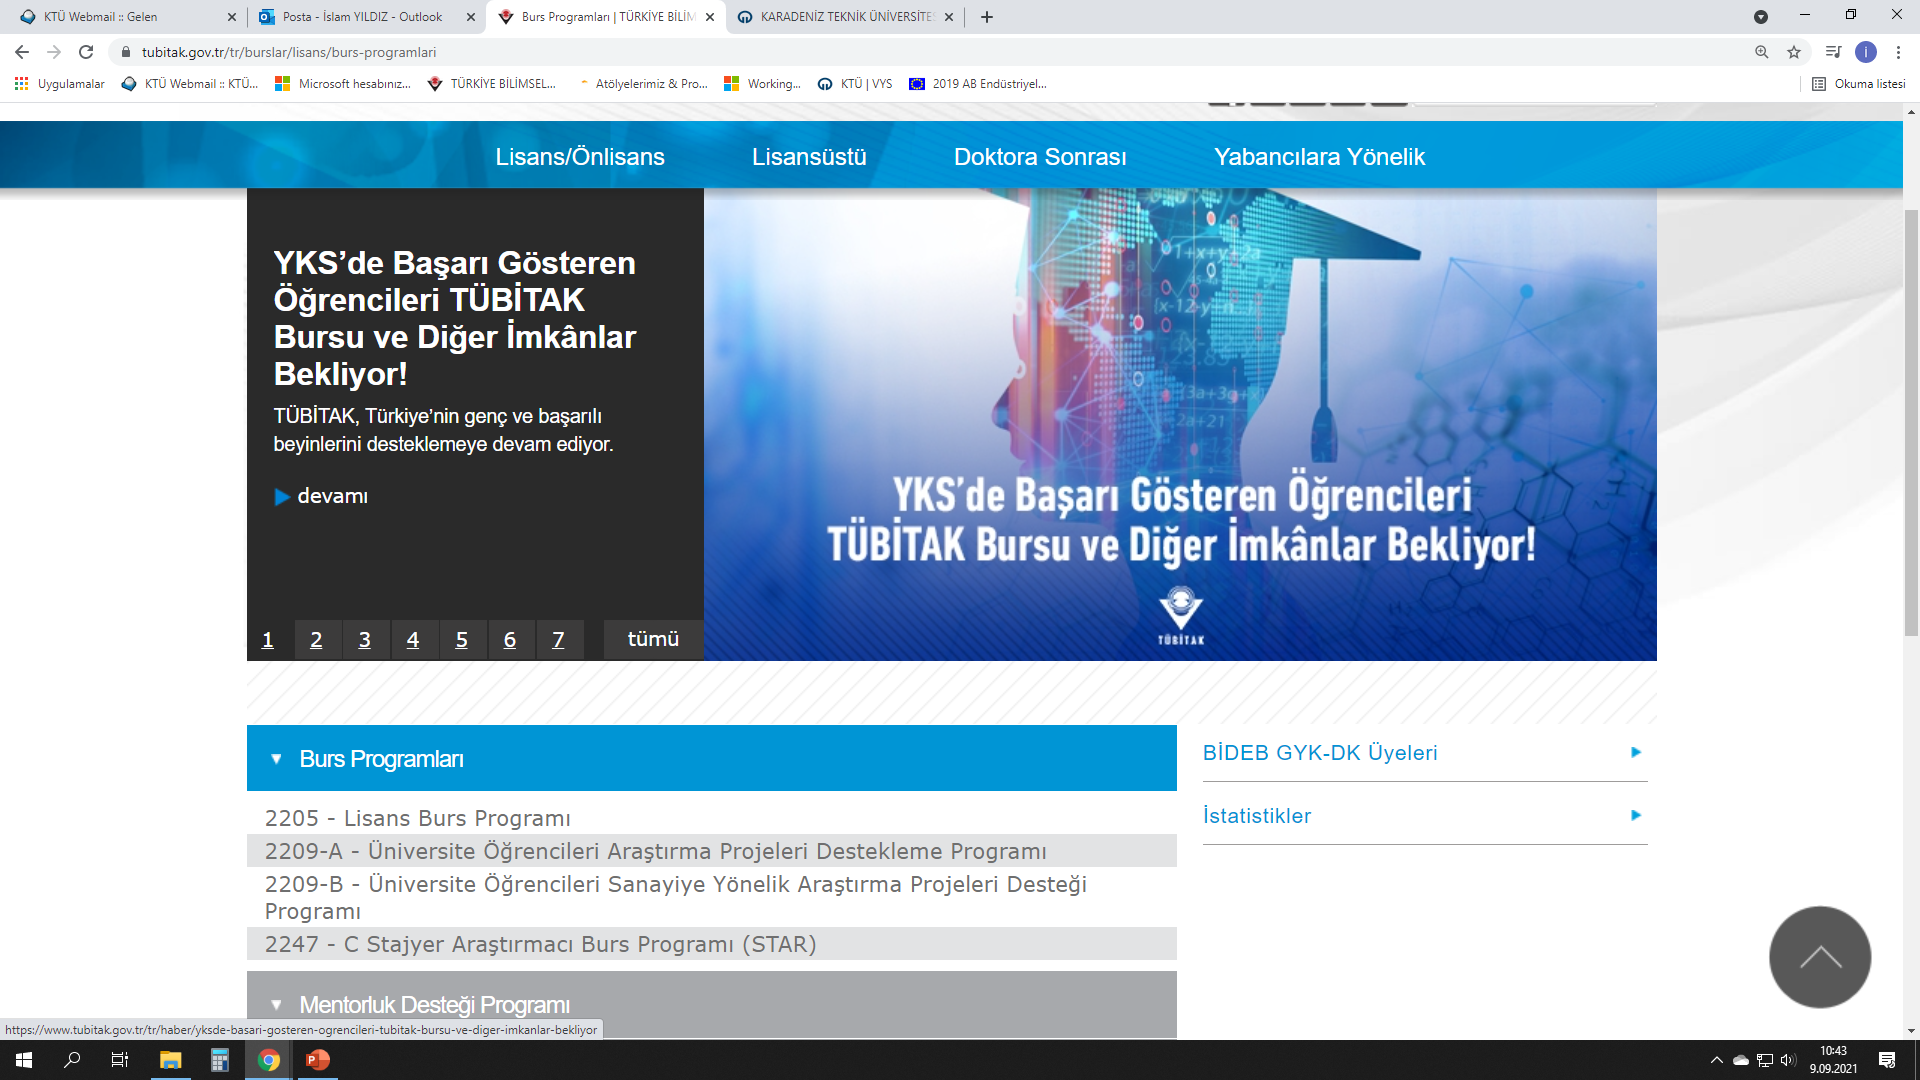 KTÜ Webmail :: Gelen
Posta - İslam YILDIZ - Outlook
Burs Programları | TÜRKİYE BİLİM
KARADENİZ TEKNİK ÜNİVERSİTES
tubitak.gov.tr/tr/burslar/lisans/burs-programlari
i
Uygulamalar
KTÜ Webmail :: KTÜ...
Microsoft hesabınız...
TÜRKİYE BİLİMSEL...
Atölyelerimiz & Pro...
Working...
KTÜ | VYS
2019 AB Endüstriyel...
Okuma listesi
Lisans/Önlisans
Lisansüstü
Doktora Sonrası
Yabancılara Yönelik
YKS’de Başarı Gösteren
Öğrencileri TÜBİTAK
Bursu ve Diğer İmkânlar
Bekliyor!
TÜBİTAK, Türkiye’nin genç ve başarılı
beyinlerini desteklemeye devam ediyor.
devamı
1 2 3 4 5 6 7 tümü
YKS’de Başarı Gösteren Öğrencileri
TÜBİTAK Bursu ve Diğer İmkânlar Bekliyor!
TÜBİTAK
Burs Programları
2205 - Lisans Burs Programı
2209-A - Üniversite Öğrencileri Araştırma Projeleri Destekleme Programı
2209-B - Üniversite Öğrencileri Sanayiye Yönelik Araştırma Projeleri Desteği
Programı
2247 - C Stajyer Araştırmacı Burs Programı (STAR)
Mentorluk Desteği Programı
BİDEB GYK-DK Üyeleri
İstatistikler
https://www.tubitak.gov.tr/tr/haber/yksde-basari-gosteren-ogrencileri-tubitak-bursu-ve-diger-imkanlar-bekliyor
10:43
9.09.2021